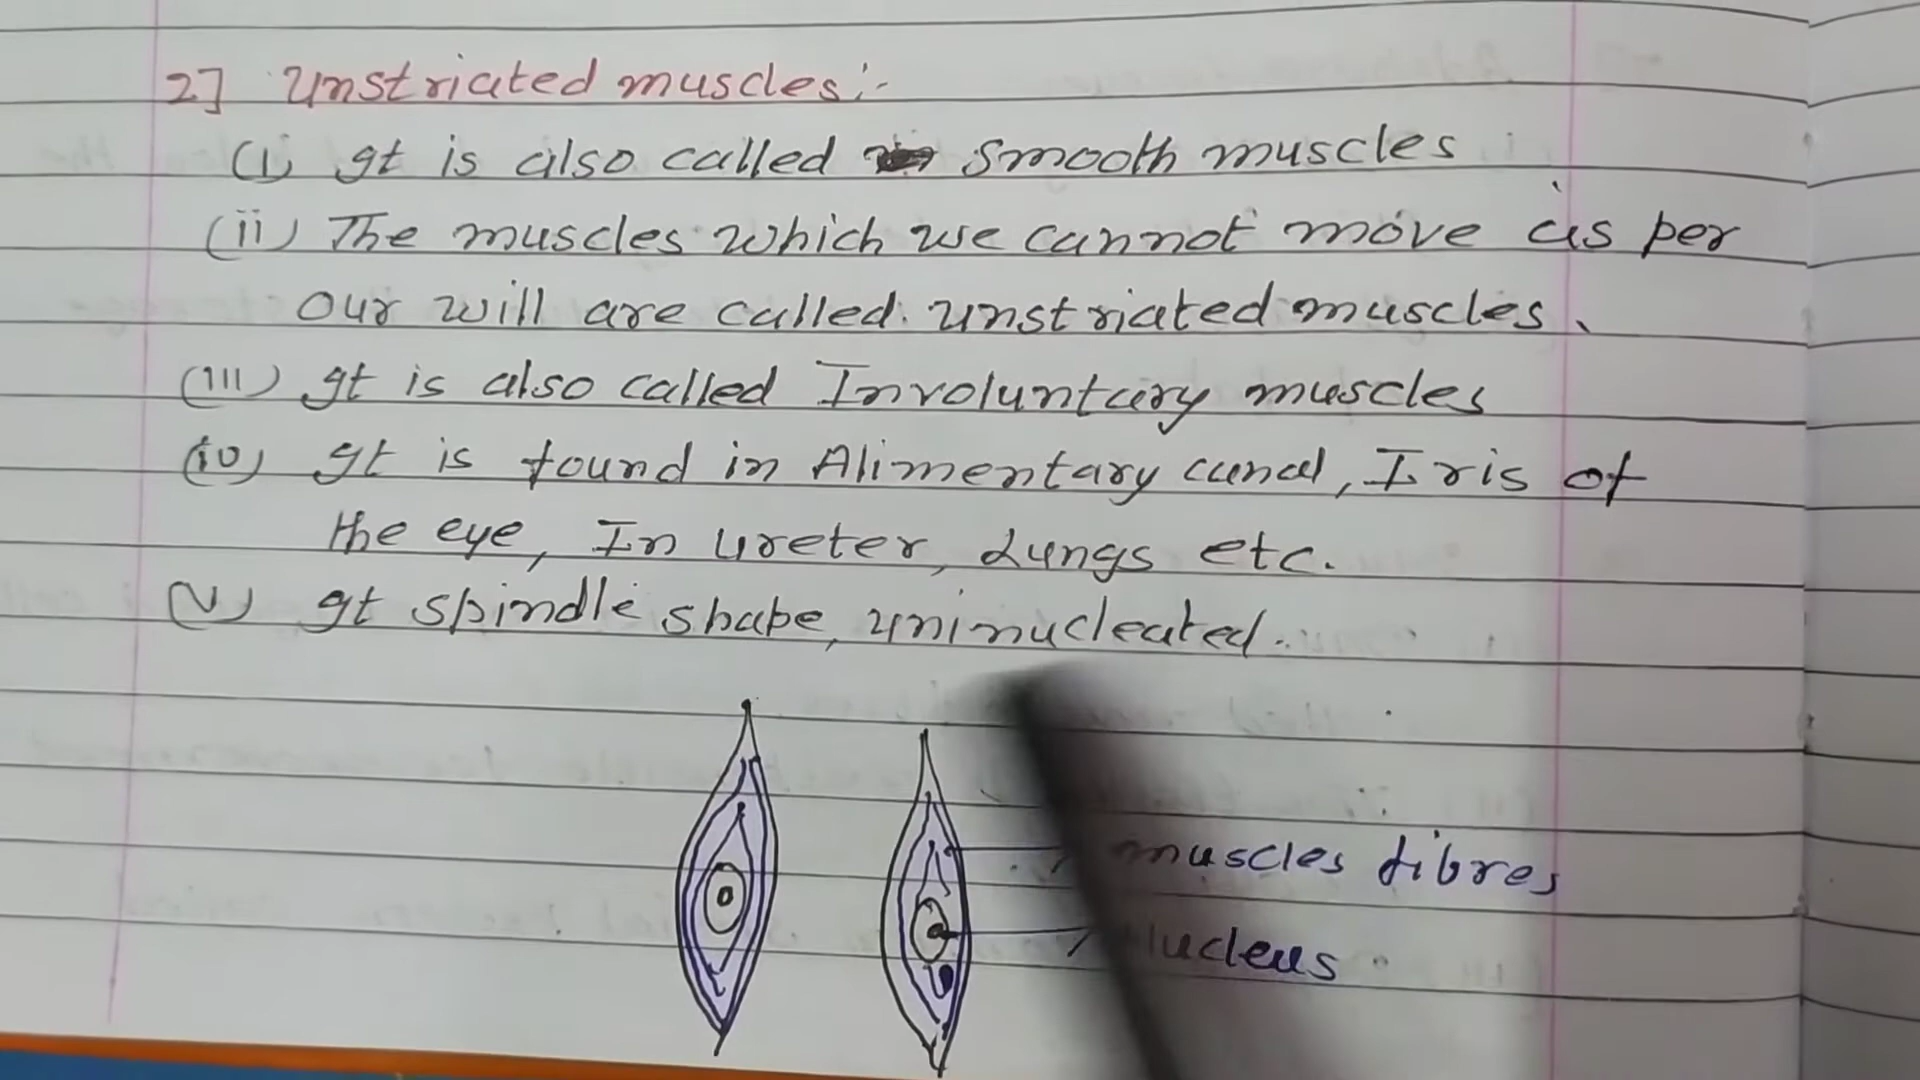 2] Unstriated muscles:-
(i) It is also called smooth muscles
(ii) The muscles which we cannot move as per
our will are called unstriated muscles.
(iii) It is also called Involuntary muscles
(iv) It is found in Alimentary canal, Iris of
the eye, In ureter, Lungs etc.
(v) It spindle shape, uninucleated.
muscles fibres
Nucleus